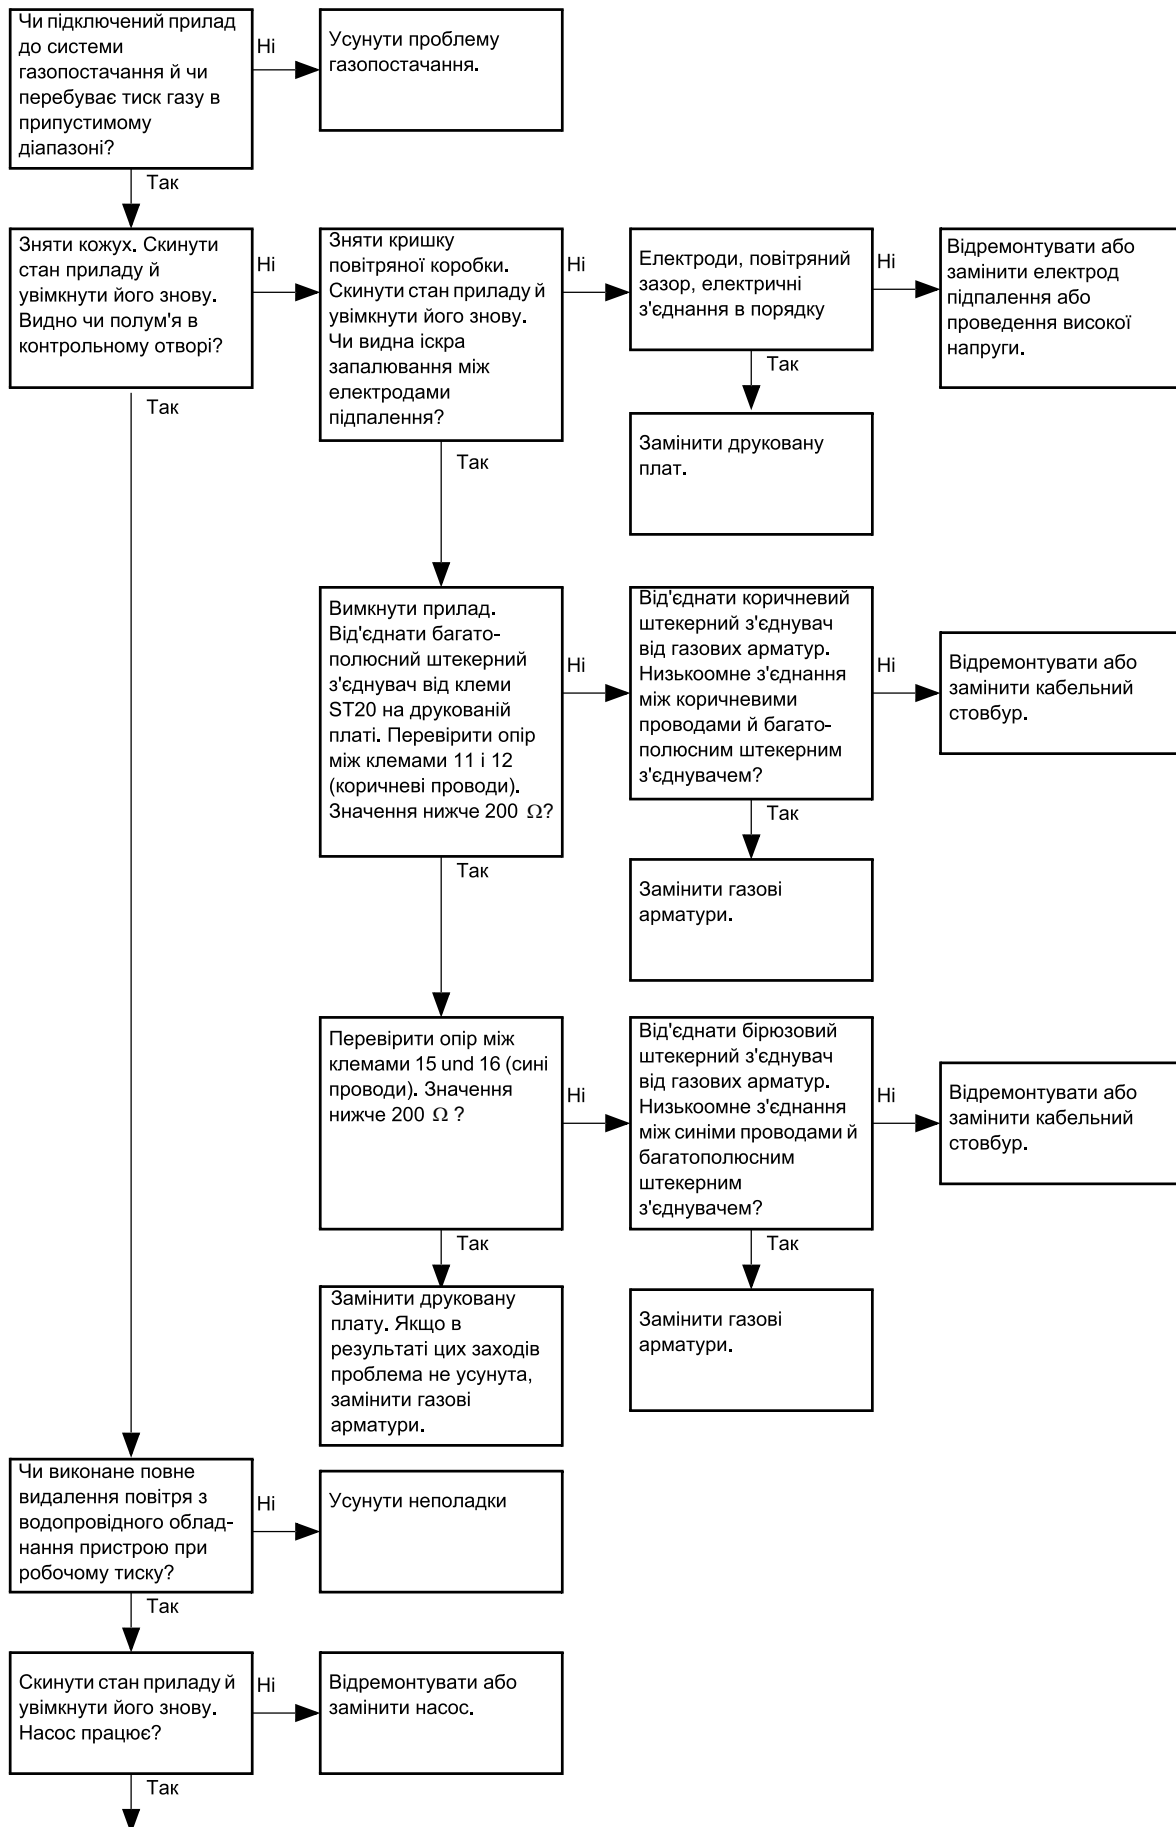 Чи підключений прилад
до системи
газопостачання й чи
перебуває тиск газу в
припустимому
діапазоні?
Ні
Усунути проблему
газопостачання.
Так
Зняти кожух. Скинути
стан приладу й
увімкнути його знову.
Видно чи полум'я в
контрольному отворі?
Ні
Зняти кришку
повітряної коробки.
Скинути стан приладу й
увімкнути його знову.
Чи видна іскра
запалювання між
електродами
підпалення?
Ні
Електроди, повітряний
зазор, електричні
з'єднання в порядку
Ні
Відремонтувати або
замінити електрод
підпалення або
проведення високої
напруги.
Так
Замінити друковану
плат.
Так
Так
Вимкнути прилад.
Від'єднати багато-
полюсний штекерний
з'єднувач від клеми
ST20 на друкованій
платі. Перевірити опір
між клемами 11 і 12
(коричневі проводи).
Значення нижче 200 Ω?
Ні
Від'єднати коричневий
штекерний з'єднувач
від газових арматур.
Низькоомне з'єднання
між коричневими
проводами й багато-
полюсним штекерним
з'єднувачем?
Ні
Відремонтувати або
замінити кабельний
стовбур.
Так
Замінити газові
арматури.
Так
Перевірити опір між
клемами 15 und 16 (сині
проводи). Значення
нижче 200 Ω ?
Ні
Від'єднати бірюзовий
штекерний з'єднувач
від газових арматур.
Низькоомне з'єднання
між синіми проводами й
багатополюсним
штекерним
з'єднувачем?
Ні
Відремонтувати або
замінити кабельний
стовбур.
Так
Замінити газові
арматури.
Так
Замінити друковану
плату. Якщо в
результаті цих заходів
проблема не усунута,
замінити газові
арматури.
Чи виконане повне
видалення повітря з
водопровідного облад-
нання пристрою при
робочому тиску?
Ні
Усунути неполадки
Так
Скинути стан приладу й
увімкнути його знову.
Насос працює?
Ні
Відремонтувати або
замінити насос.
Так